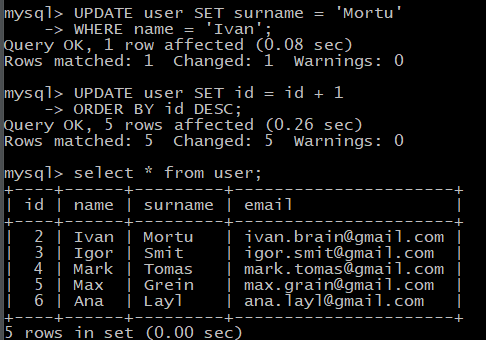 mysql> UPDATE user SET surname = 'Mortu'
    -> WHERE name = 'Ivan';
Query OK, 1 row affected (0.08 sec)
Rows matched: 1  Changed: 1  Warnings: 0

mysql> UPDATE user SET id = id + 1
    -> ORDER BY id DESC;
Query OK, 5 rows affected (0.26 sec)
Rows matched: 5  Changed: 5  Warnings: 0

mysql> select * from user;
+----+------+---------+----------------------+
| id | name | surname | email                |
+----+------+---------+----------------------+
|  2 | Ivan | Mortu   | ivan.brain@gmail.com |
|  3 | Igor | Smit    | igor.smit@gmail.com  |
|  4 | Mark | Tomas   | mark.tomas@gmail.com |
|  5 | Max  | Grein   | max.grain@gmail.com  |
|  6 | Ana  | Layl    | ana.layl@gmail.com   |
+----+------+---------+----------------------+
5 rows in set (0.00 sec)